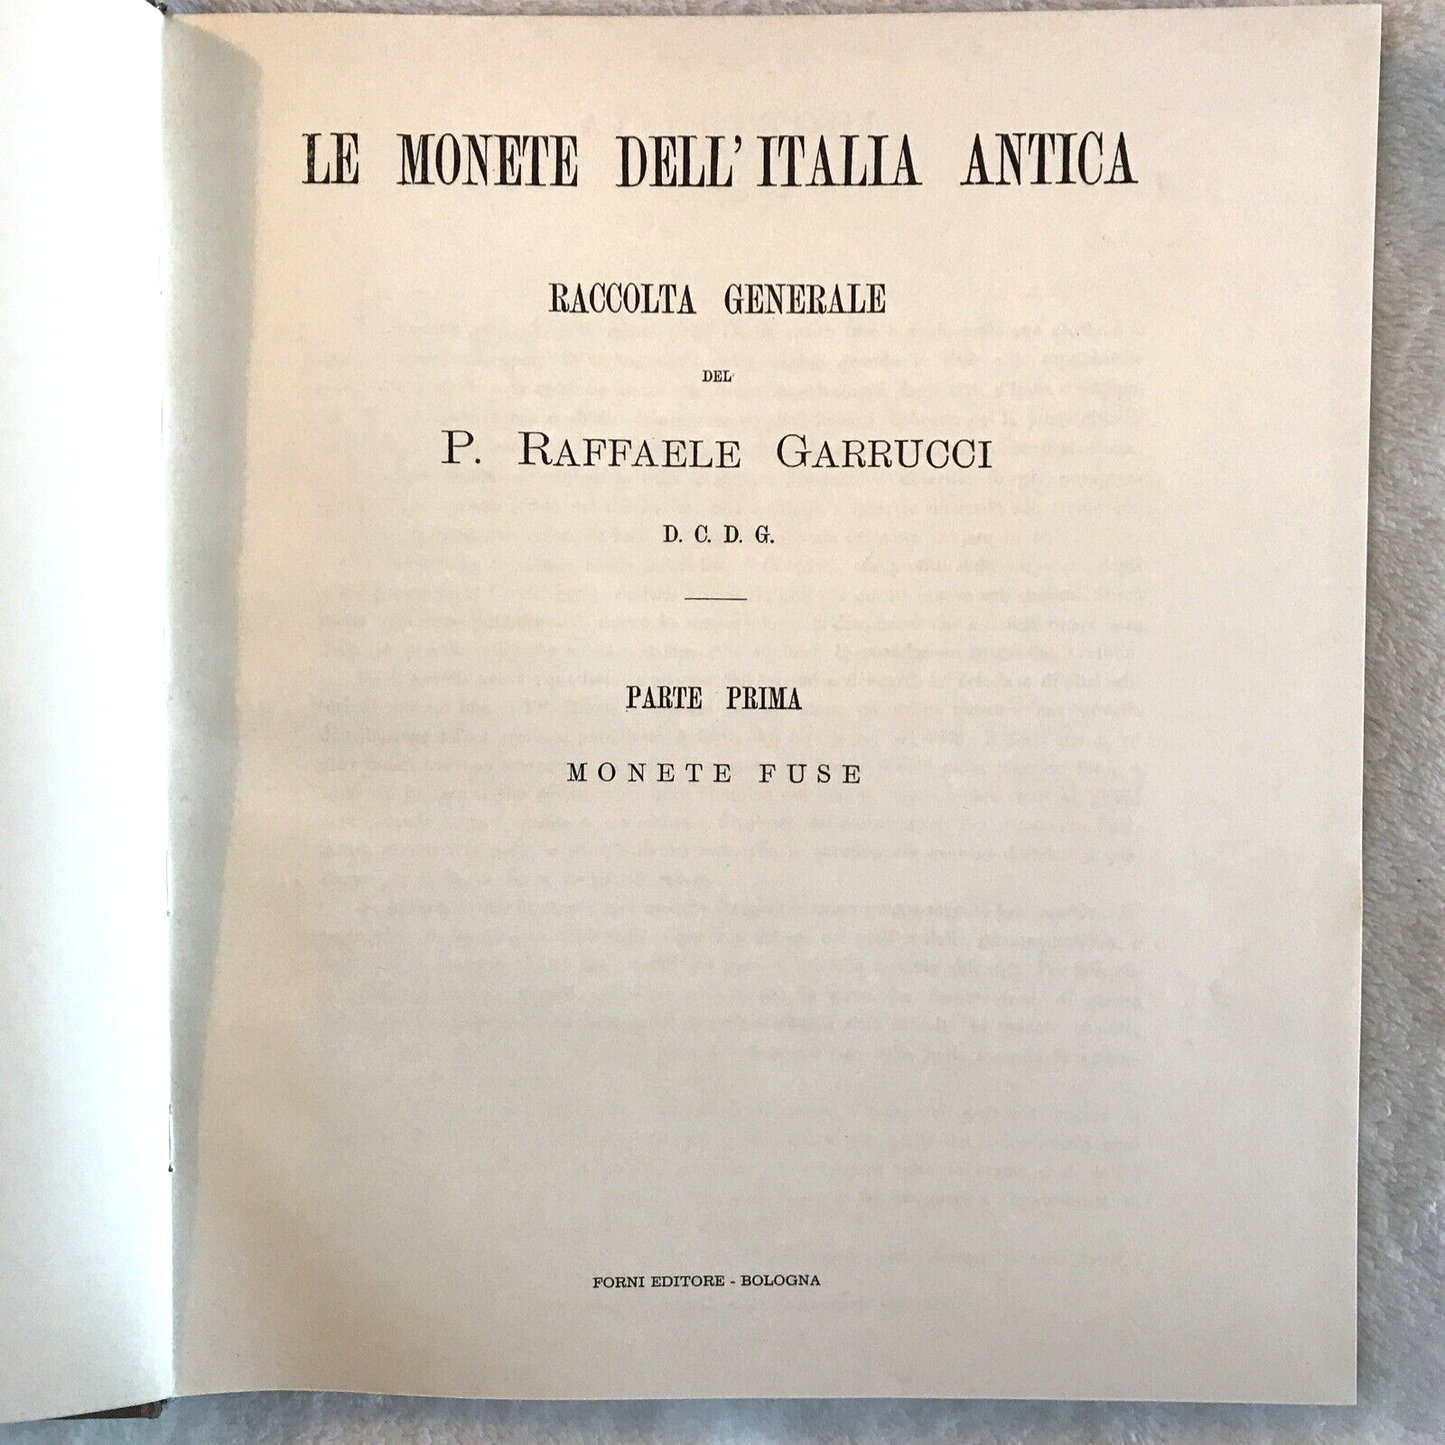 LE MONETE DELL'ITALIA ANTICA
RACCOLTA GENERALE
DEL
P. RAFFAELE GARRUCCI
D. C. D. G.
PARTE PRIMA
MONETE FUSE
FORNI EDITORE - BOLOGNA